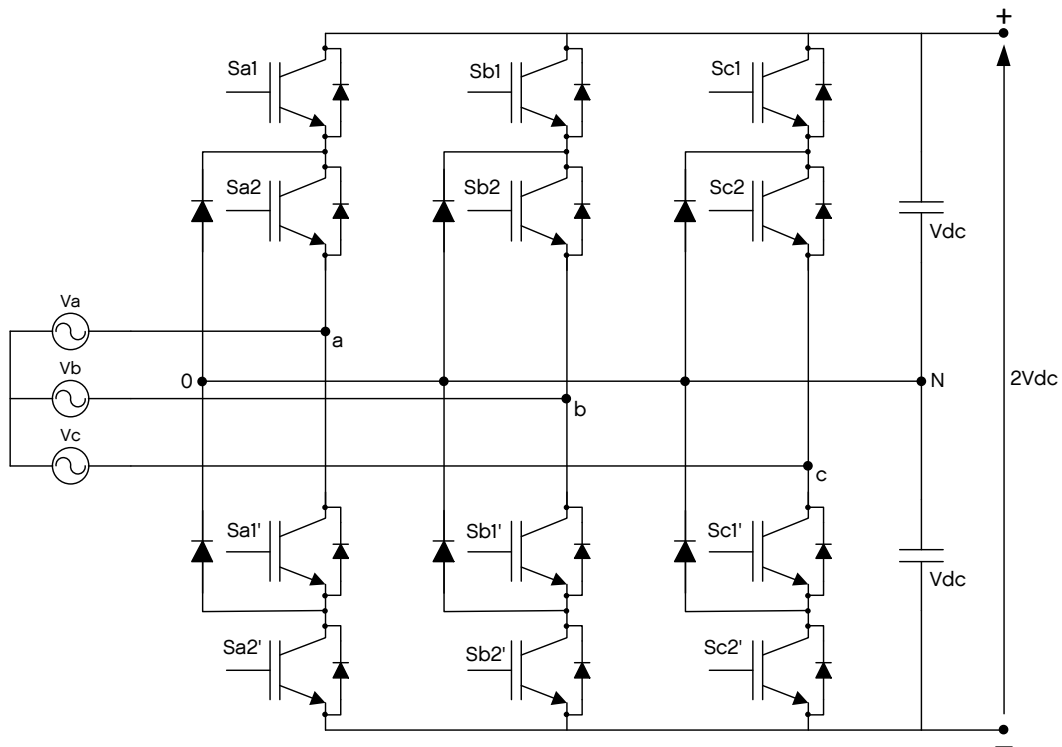 +
Sa1
Sb1
Sc1
Sa2
Sb2
Sc2
Vdc
Va
a
Vb
0
N
2Vdc
b
Vc
c
Sa1'
Sb1'
Sc1'
Vdc
Sa2'
Sb2'
Sc2'
–